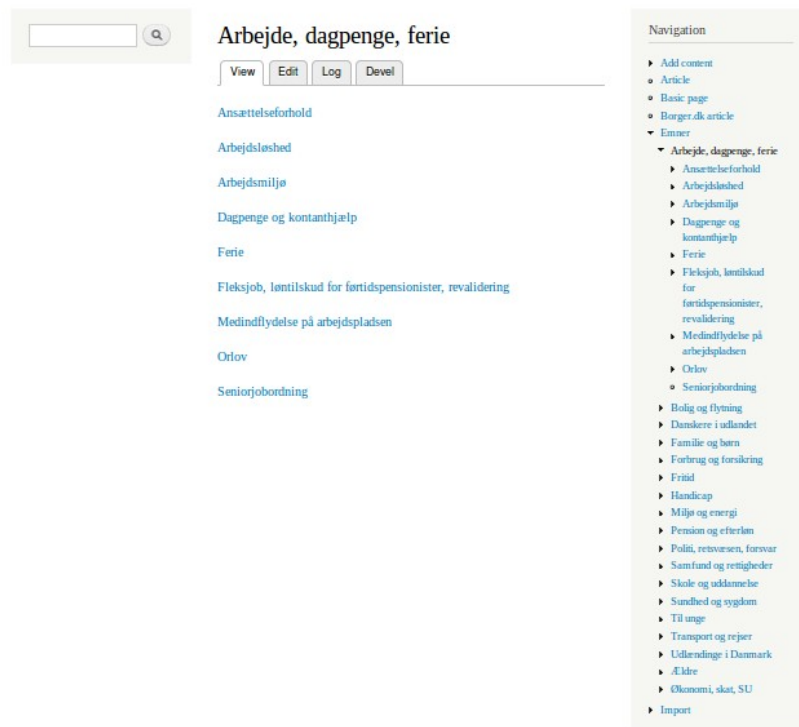 Arbejde, dagpenge, ferie
View
Edit
Log
Devel
Ansættelseforhold
Arbejdsløshed
Arbejdsmiljø
Dagpenge og kontanthjælp
Ferie
Fleksjob, løntilskud for førtidspensionister, revalidering
Medindflydelse på arbejdspladsen
Orlov
Seniorjobordning
Navigation
Add content
Article
Basic page
Borger.dk article
Emner
Arbejde, dagpenge, ferie
Ansættelseforhold
Arbejdsløshed
Arbejdsmiljø
Dagpenge og
kontanthjælp
Ferie
Fleksjob, løntilskud
for
førtidspensionister,
revalidering
Medindflydelse på
arbejdspladsen
Orlov
Seniorjobordning
Bolig og flytning
Danskere i udlandet
Familie og børn
Forbrug og forsikring
Fritid
Handicap
Miljø og energi
Pension og efterløn
Politi, retsvæsen, forsvar
Samfund og rettigheder
Skole og uddannelse
Sundhed og sygdom
Til unge
Transport og rejser
Udlændinge i Danmark
Ældre
Økonomi, skat, SU
Import